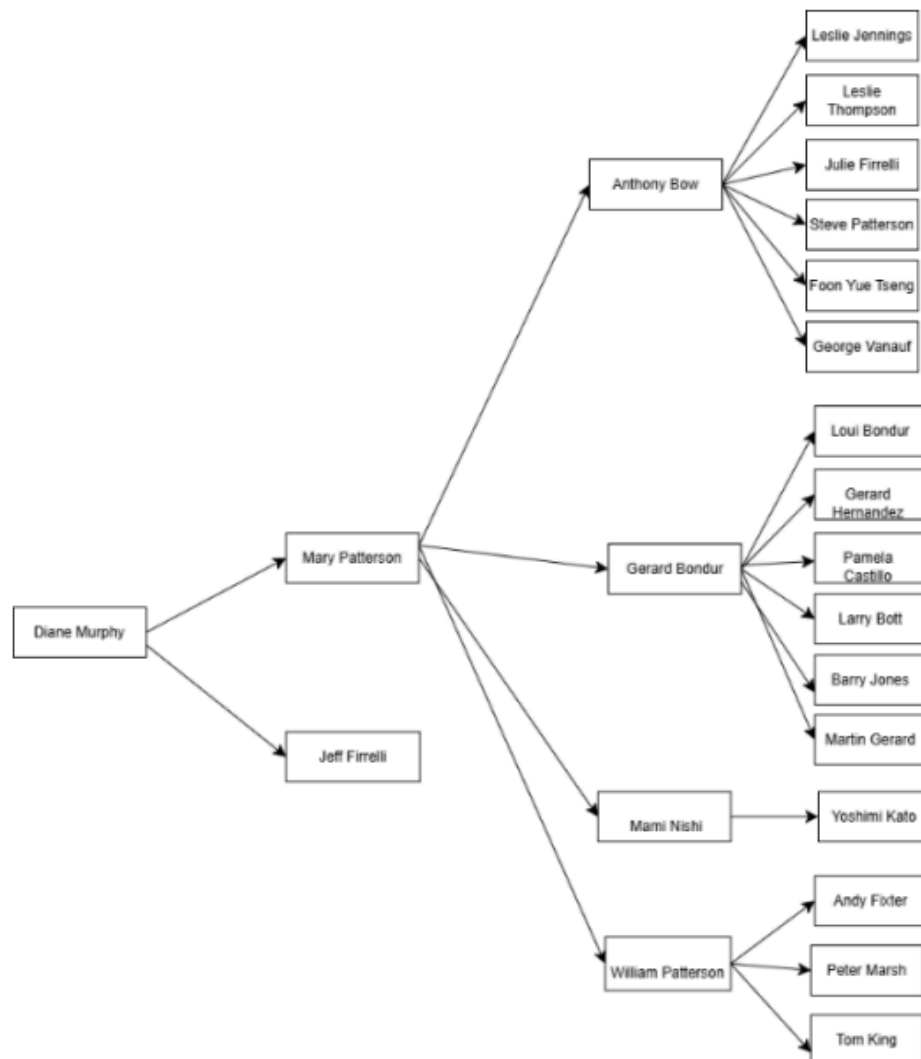 Diane Murphy
Mary Patterson
Jeff Firrelli
Anthony Bow
Gerard Bondur
Mami Nishi
William Patterson
Leslie Jennings
Leslie
Thompson
Julie Firrelli
Steve Patterson
Foon Yue Tseng
George Vanauf
Loui Bondur
Gerard
Hernandez
Pamela
Castillo
Larry Bott
Barry Jones
Martin Gerard
Yoshimi Kato
Andy Fixter
Peter Marsh
Tom King